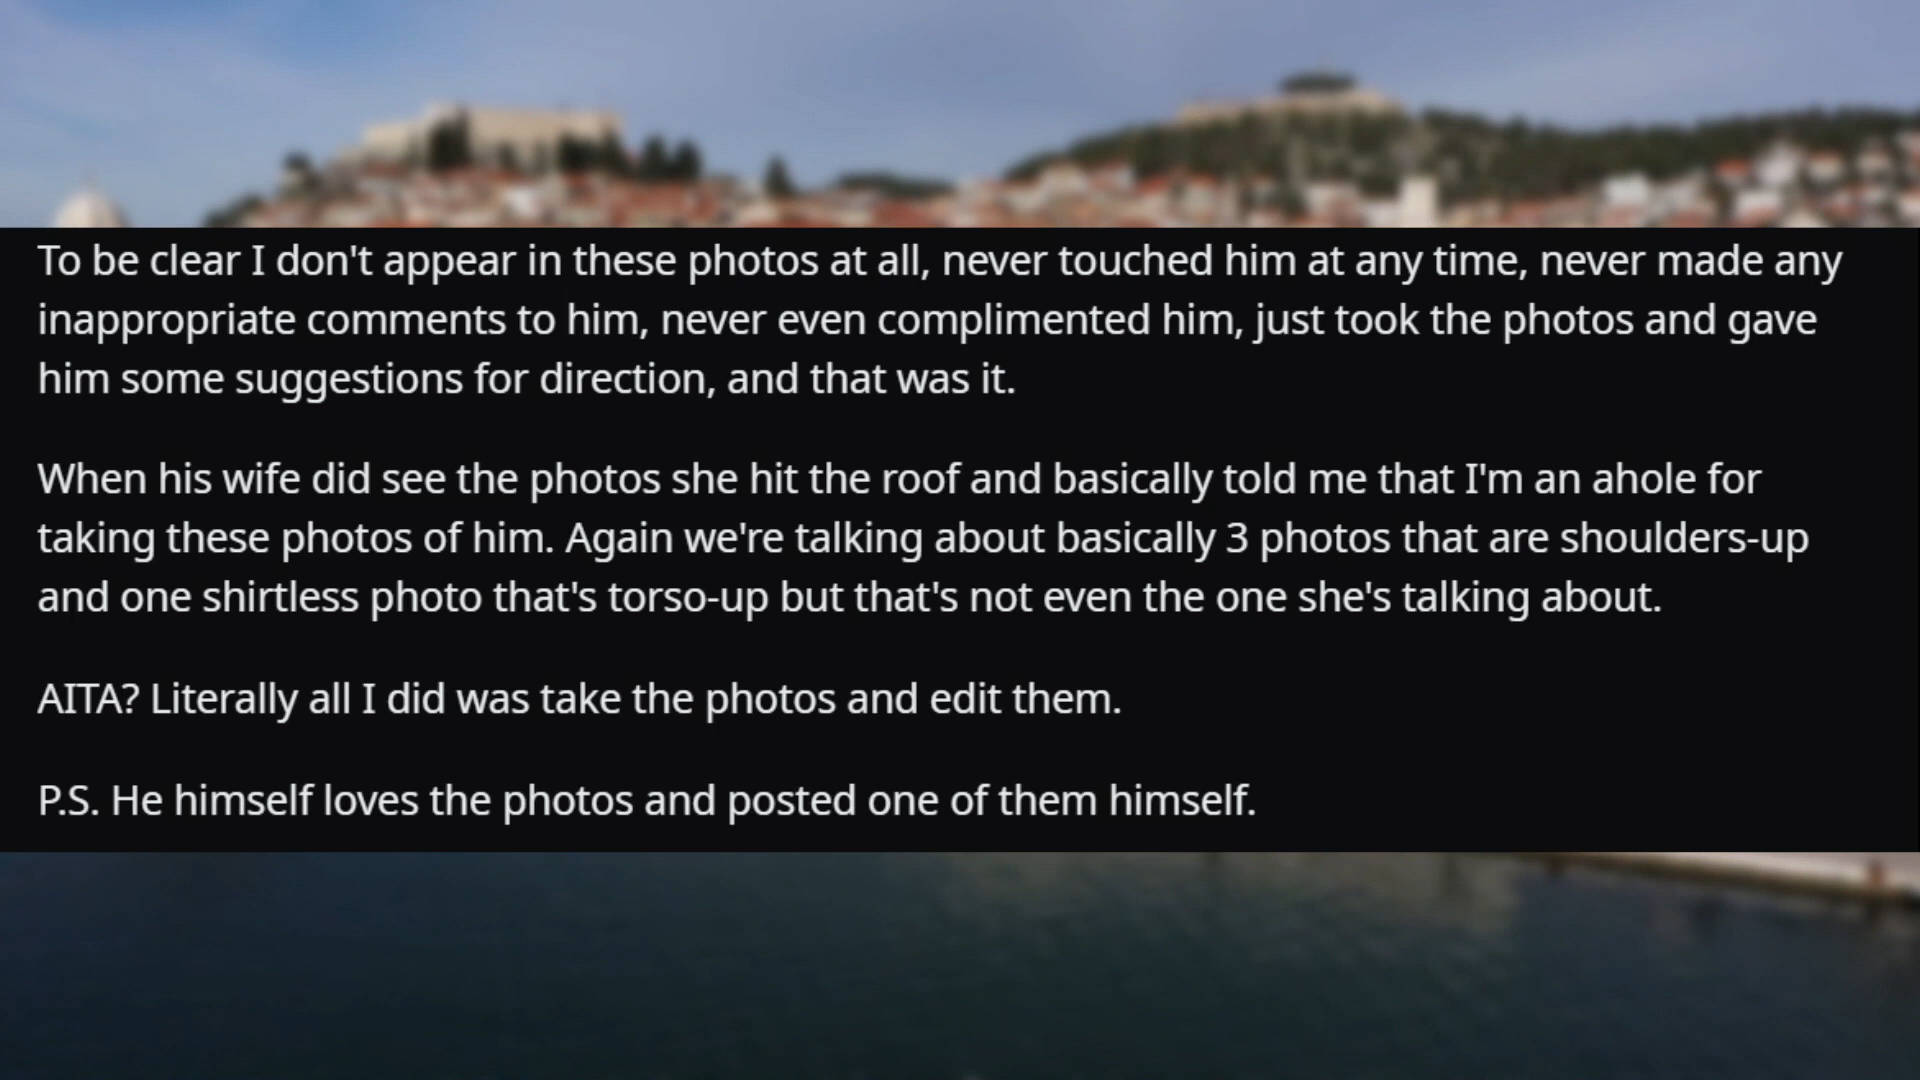 To be clear I don't appear in these photos at all, never touched him at any time, never made any
inappropriate comments to him, never even complimented him, just took the photos and gave
him some suggestions for direction, and that was it.
When his wife did see the photos she hit the roof and basically told me that I'm an ahole for
taking these photos of him. Again we're talking about basically 3 photos that are shoulders-up
and one shirtless photo that's torso-up but that's not even the one she's talking about.
AITA? Literally all I did was take the photos and edit them.
P.S. He himself loves the photos and posted one of them himself.